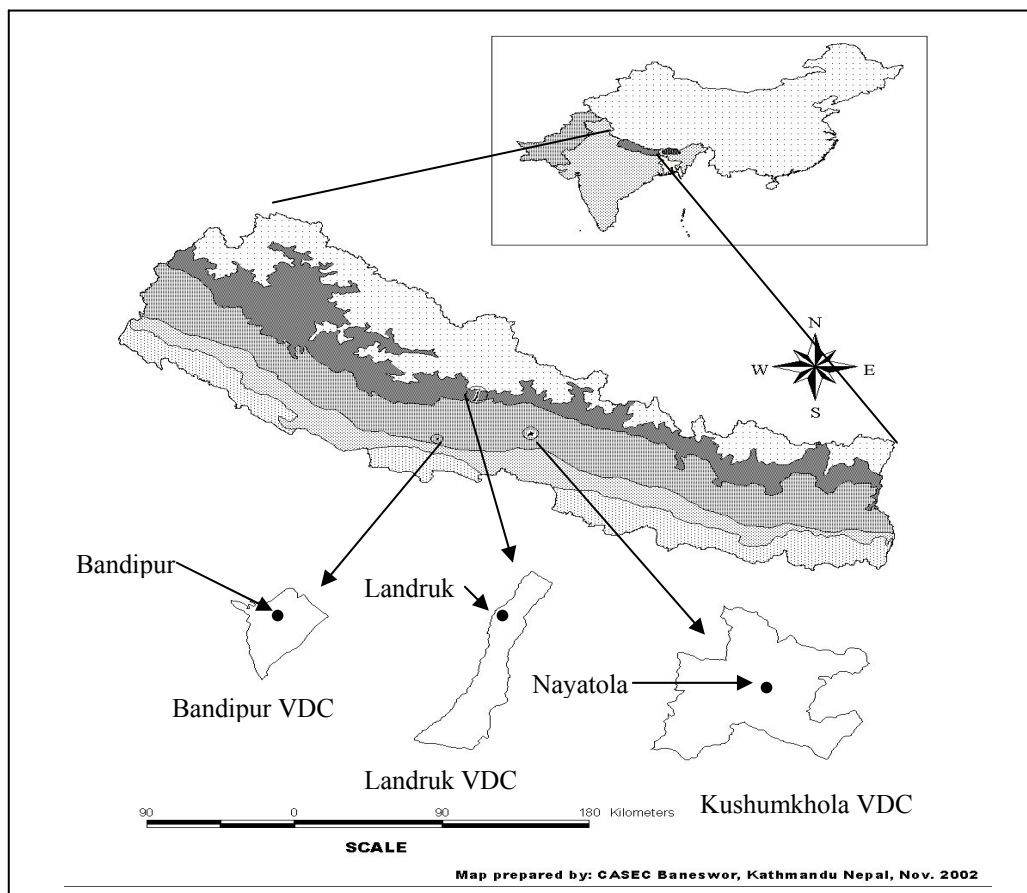 N
W E
S
Bandipur
Landruk
Nayatola
Bandipur VDC
Landruk VDC
Kushumkhola VDC
90 0 90 180 Kilometers
SCALE
Map prepared by: CASEC Baneswor, Kathmandu Nepal, Nov. 2002